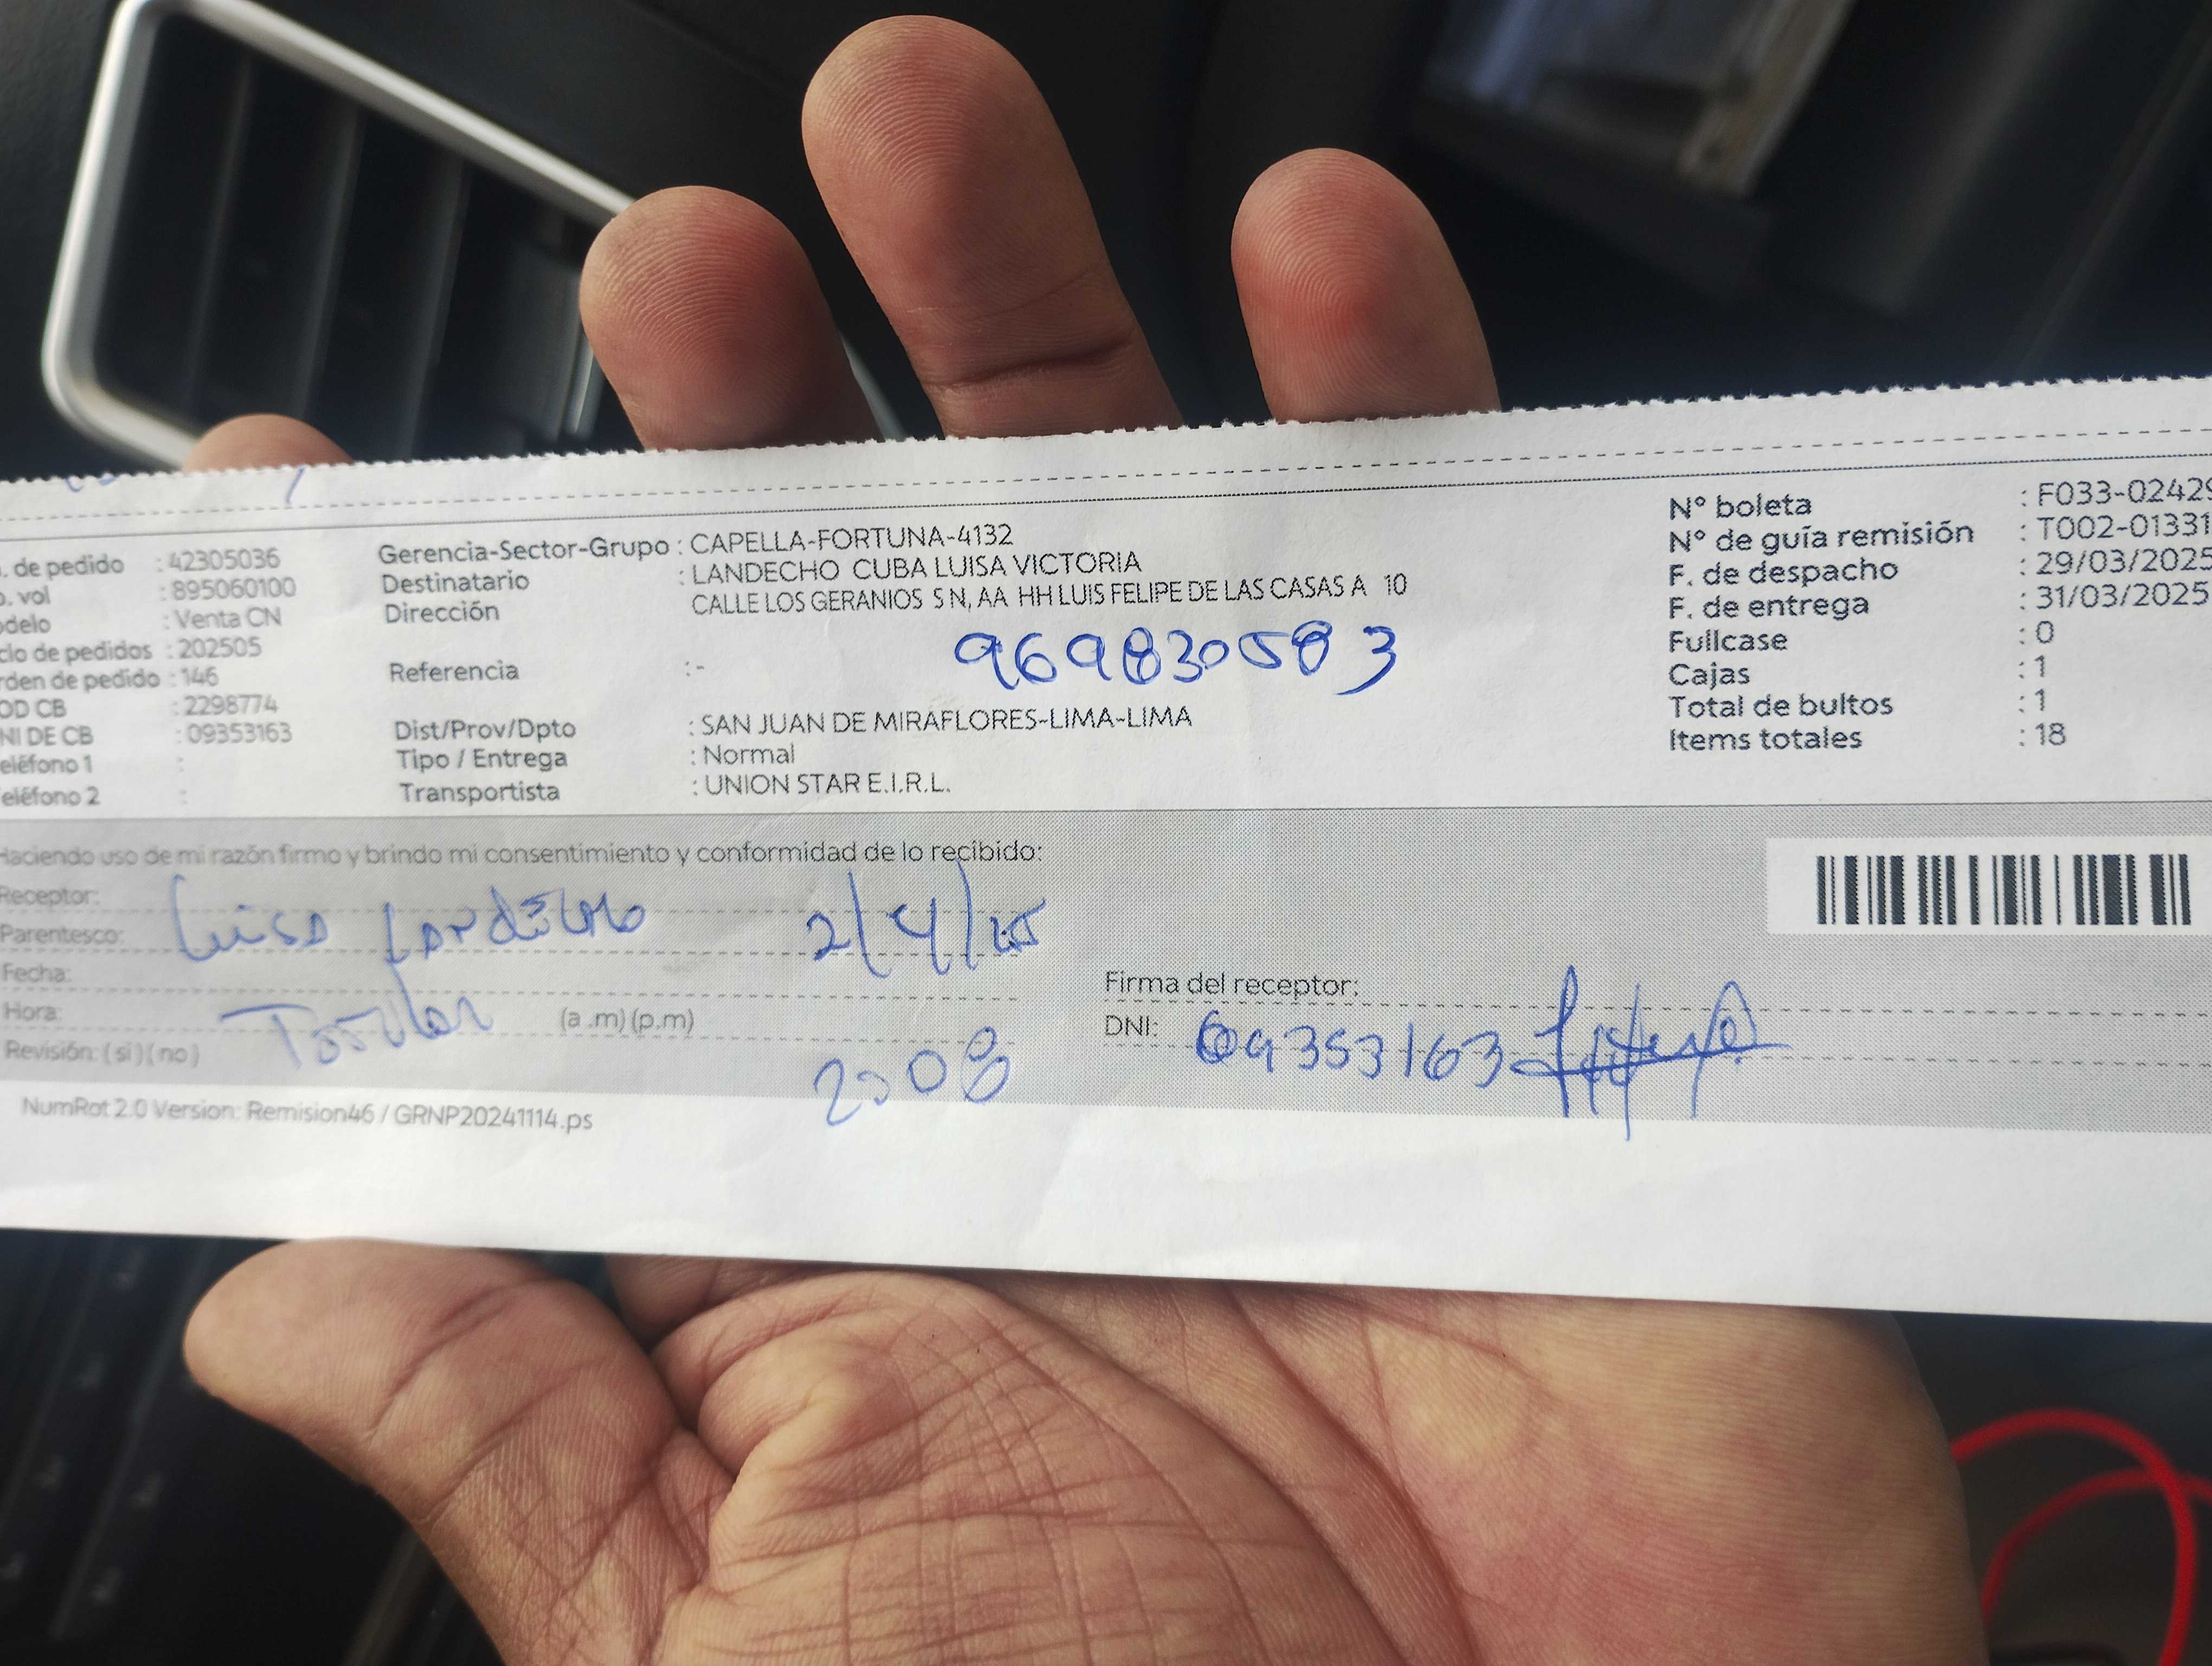 . de pedido : 42305036
o. vol : 895060100
odelo : Venta CN
clo de pedidos : 202505
rden de pedido : 146
OD CB : 2298774
NI DE CB : 09353163
eléfono 1 :
eléfono 2 :
Gerencia-Sector-Grupo : CAPELLA-FORTUNA-4132
Destinatario : LANDECHO CUBA LUISA VICTORIA
Dirección CALLE LOS GERANIOS S N, AA HH LUIS FELIPE DE LAS CASAS A 10
969830583
Referencia :-
Dist/Prov/Dpto : SAN JUAN DE MIRAFLORES-LIMA-LIMA
Tipo / Entrega : Normal
Transportista : UNION STAR E.I.R.L.
N° boleta : F033-02429
N° de guía remisión : T002-01331
F. de despacho : 29/03/2025
F. de entrega : 31/03/2025
Fullcase : 0
Cajas : 1
Total de bultos : 1
Items totales : 18
Haciendo uso de mi razón firmo y brindo mi consentimiento y conformidad de lo recibido:
Receptor: Luisa
Parentesco: 2/4/25
Fecha:
Hora: (a .m) (p.m)
Revisión: ( si ) ( no )
Firma del receptor:
DNI: 09353163
NumRot 2.0 Version: Remision46 / GRNP20241114.ps